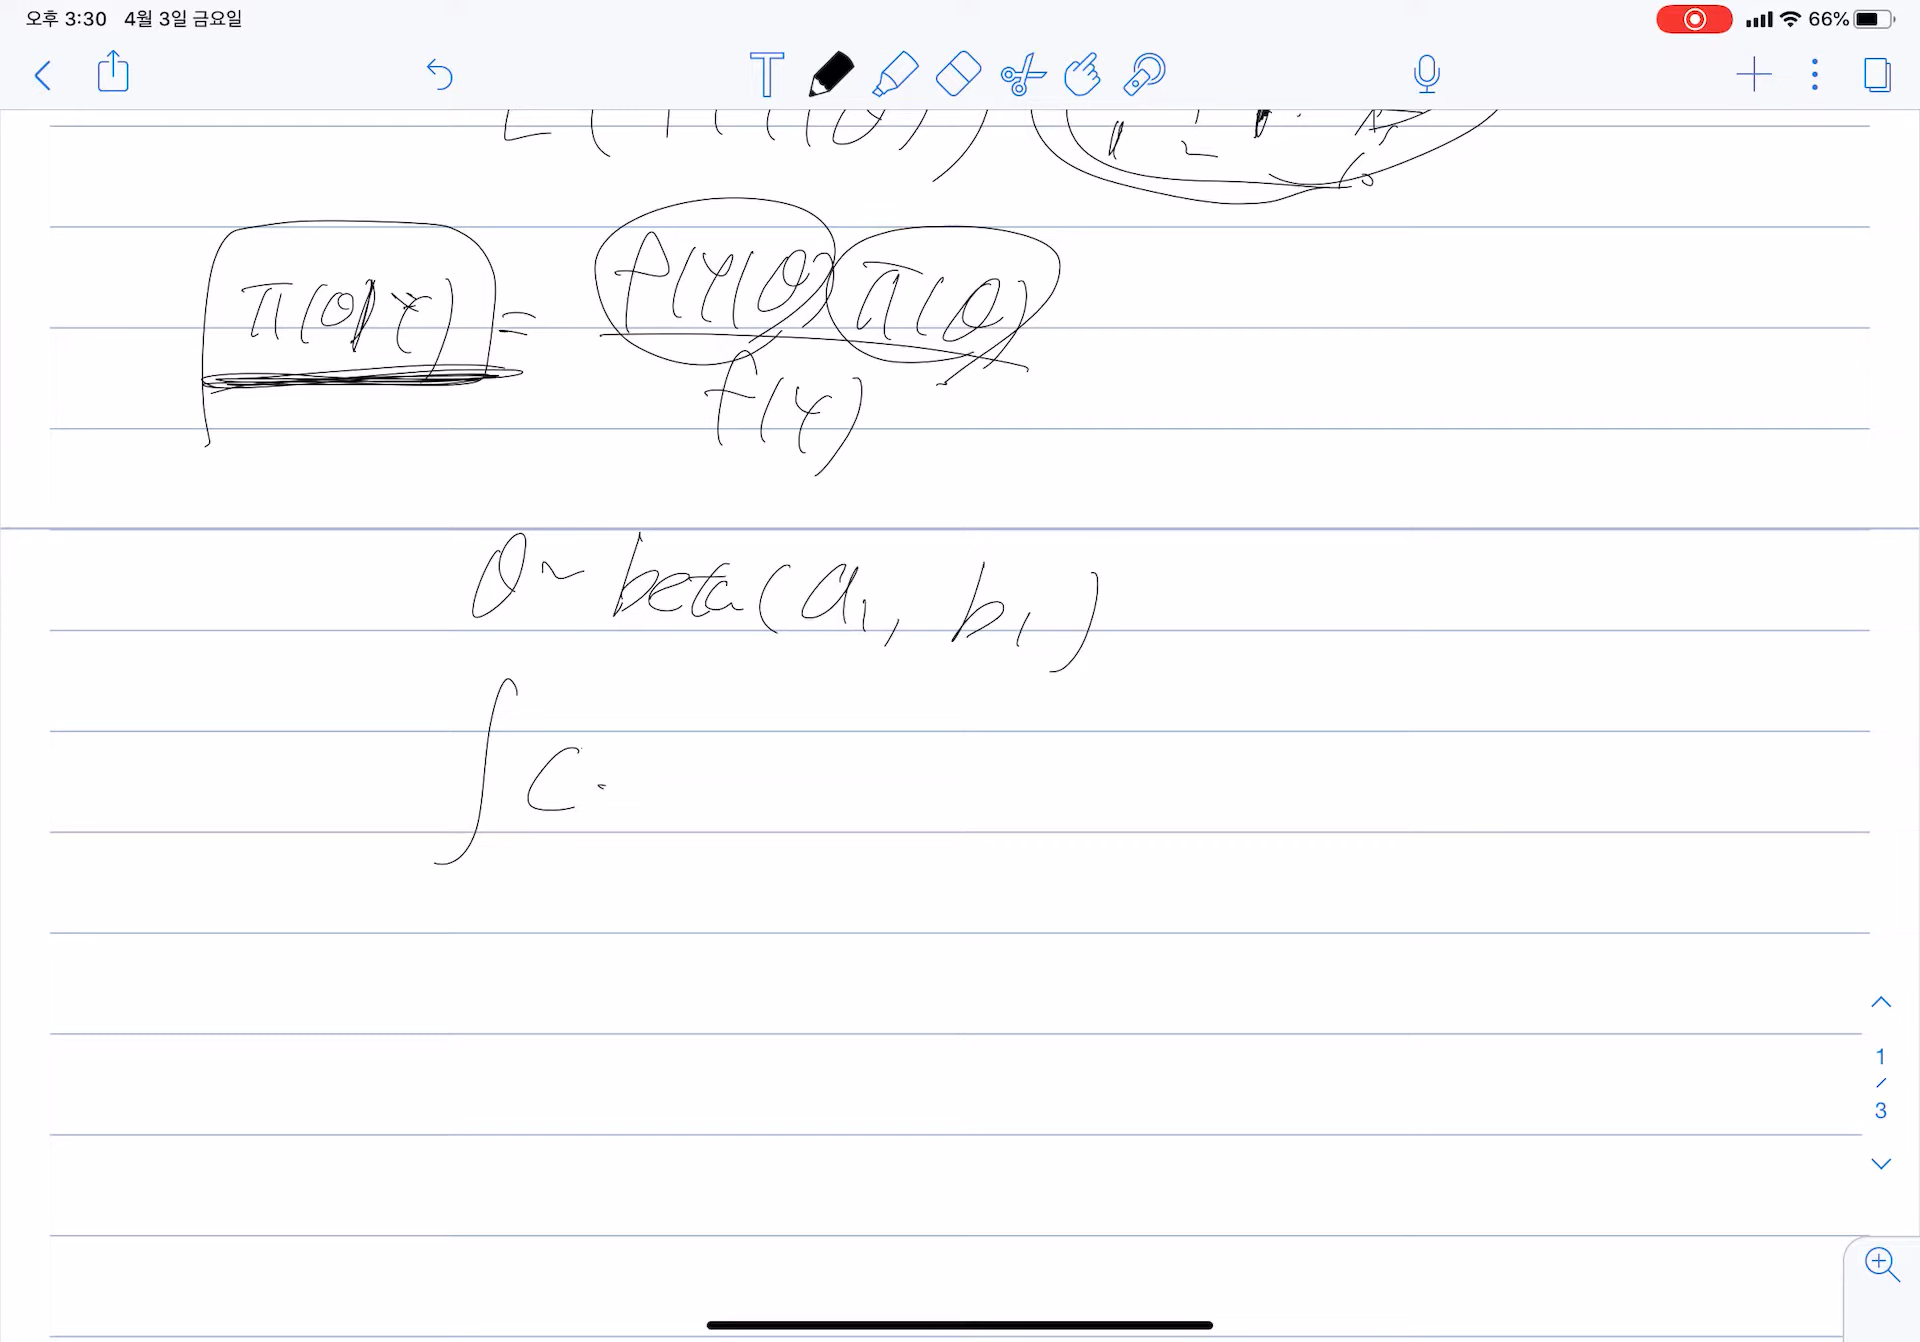 오후 3:30 4월 3일 금요일 66%
π(θ|Y) = f(Y|θ) π(θ)
f(Y)
θ ~ beta(a₁, b₁)
∫ C ·
1
/
3